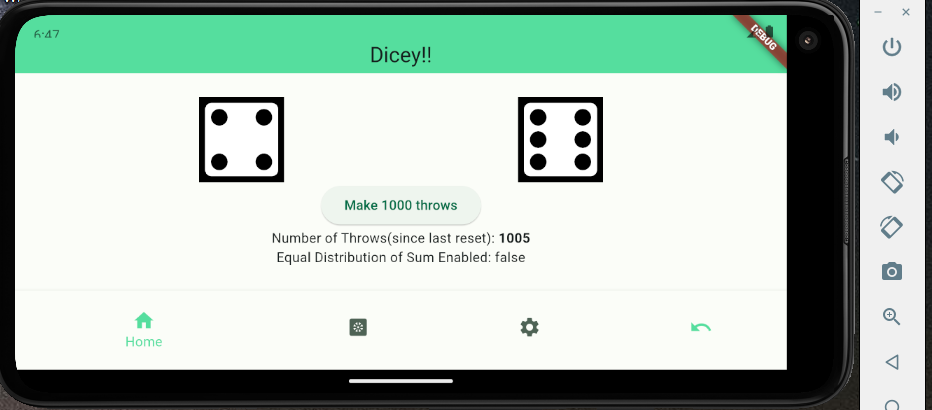 6:47
DEBUG
Dicey!!
Make 1000 throws
Number of Throws(since last reset): 1005
Equal Distribution of Sum Enabled: false
Home